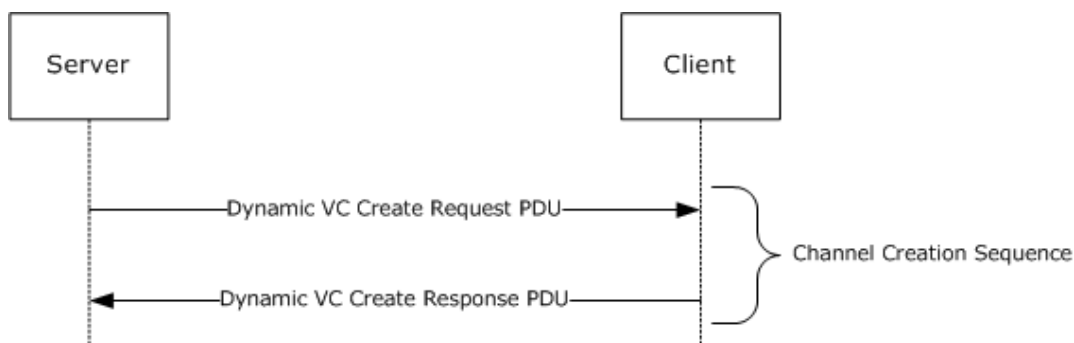 Server
Client
Dynamic VC Create Request PDU
Channel Creation Sequence
Dynamic VC Create Response PDU